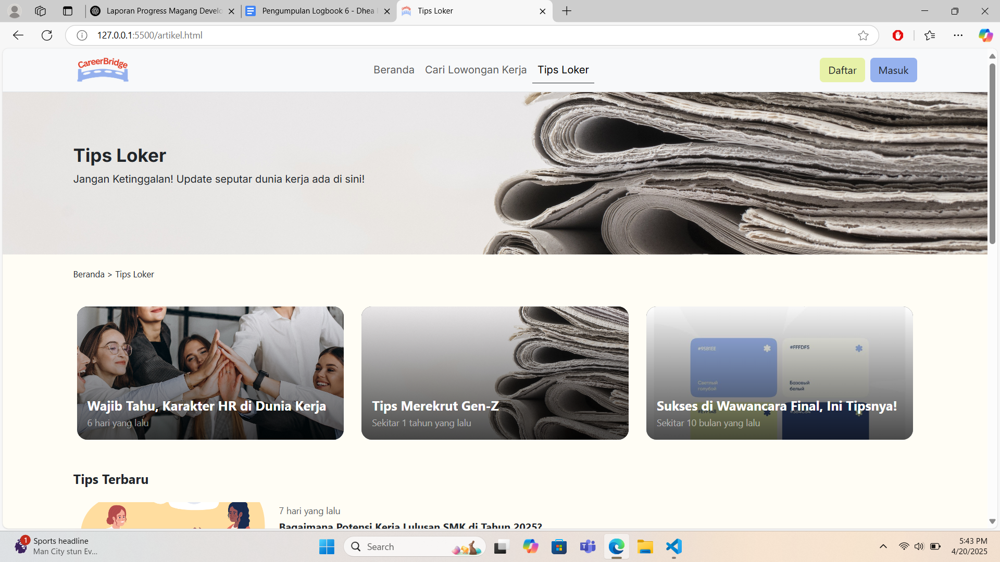 Laporan Progress Magang Develo
Pengumpulan Logbook 6 - Dhea
Tips Loker
127.0.0.1:5500/artikel.html
CareerBridge
Beranda
Cari Lowongan Kerja
Tips Loker
Daftar
Masuk
Tips Loker
Jangan Ketinggalan! Update seputar dunia kerja ada di sini!
Beranda > Tips Loker
Wajib Tahu, Karakter HR di Dunia Kerja
6 hari yang lalu
Tips Merekrut Gen-Z
Sekitar 1 tahun yang lalu
#95B1EE
#FFFDF5
Светлый
голубой
Базовый
белый
Sukses di Wawancara Final, Ini Tipsnya!
Sekitar 10 bulan yang lalu
Tips Terbaru
7 hari yang lalu
Bagaimana Potensi Kerja Lulusan SMK di Tahun 2025?
1
Sports headline
Man City stun Ev...
Search
5:43 PM
4/20/2025